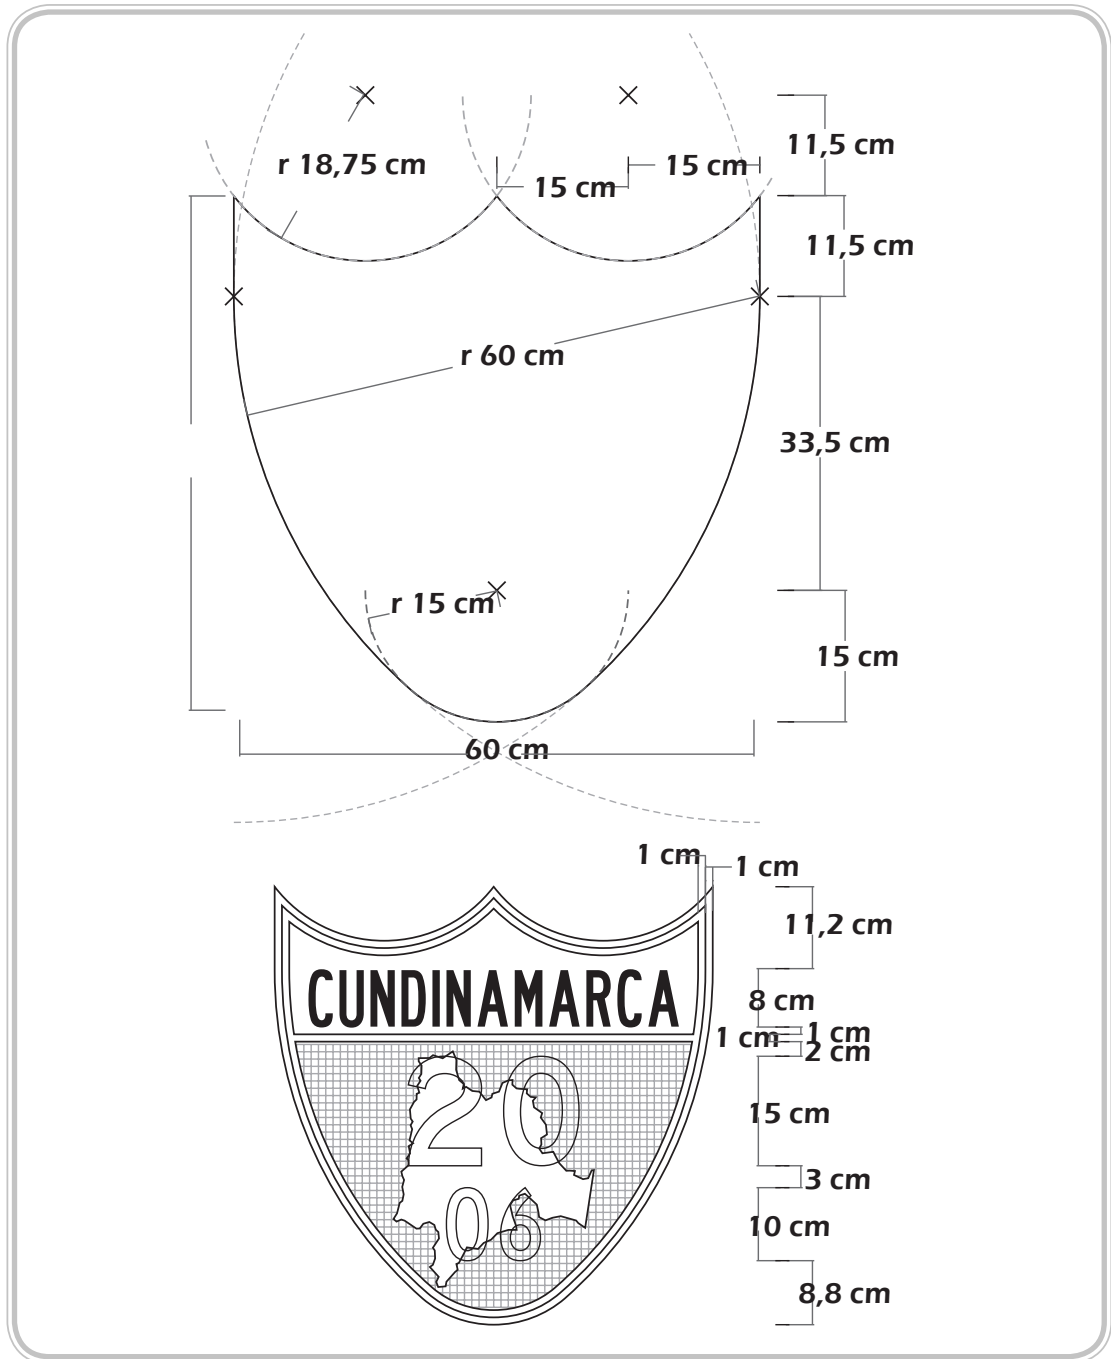 11,5 cm
r 18,75 cm
15 cm
15 cm
11,5 cm
r 60 cm
33,5 cm
r 15 cm
15 cm
60 cm
1 cm
1 cm
11,2 cm
CUNDINAMARCA
8 cm
1 cm
1 cm
2 cm
20
15 cm
3 cm
06
10 cm
8,8 cm